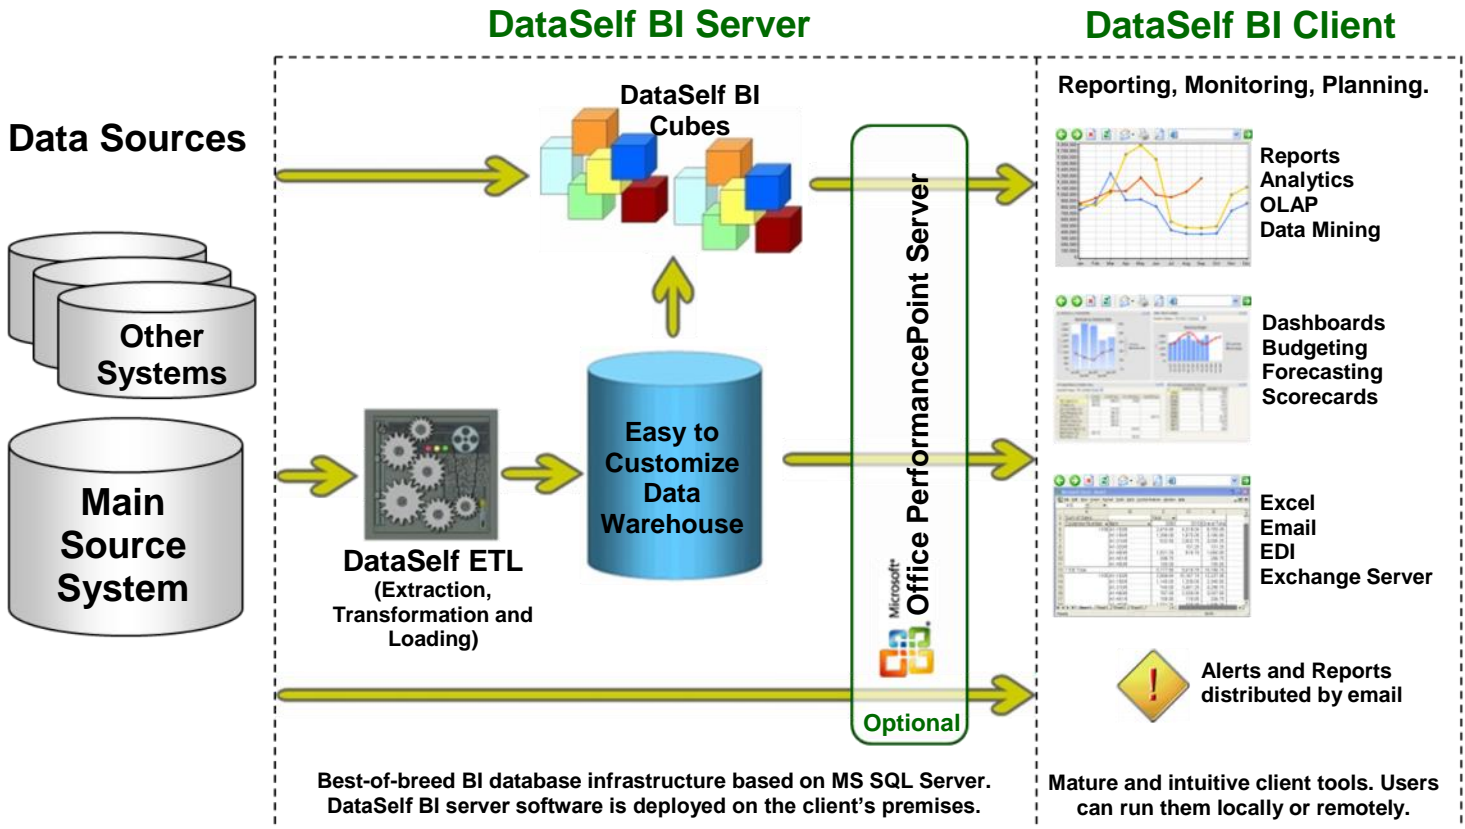 DataSelf BI Server
DataSelf BI Client
Data Sources
Other
Systems
Main
Source
System
DataSelf BI
Cubes
DataSelf ETL
(Extraction,
Transformation and
Loading)
Easy to
Customize
Data
Warehouse
Microsoft
Office PerformancePoint Server
Optional
Best-of-breed BI database infrastructure based on MS SQL Server.
DataSelf BI server software is deployed on the client’s premises.
Reporting, Monitoring, Planning.
Reports
Analytics
OLAP
Data Mining
Dashboards
Budgeting
Forecasting
Scorecards
Excel
Email
EDI
Exchange Server
Alerts and Reports
distributed by email
Mature and intuitive client tools. Users
can run them locally or remotely.